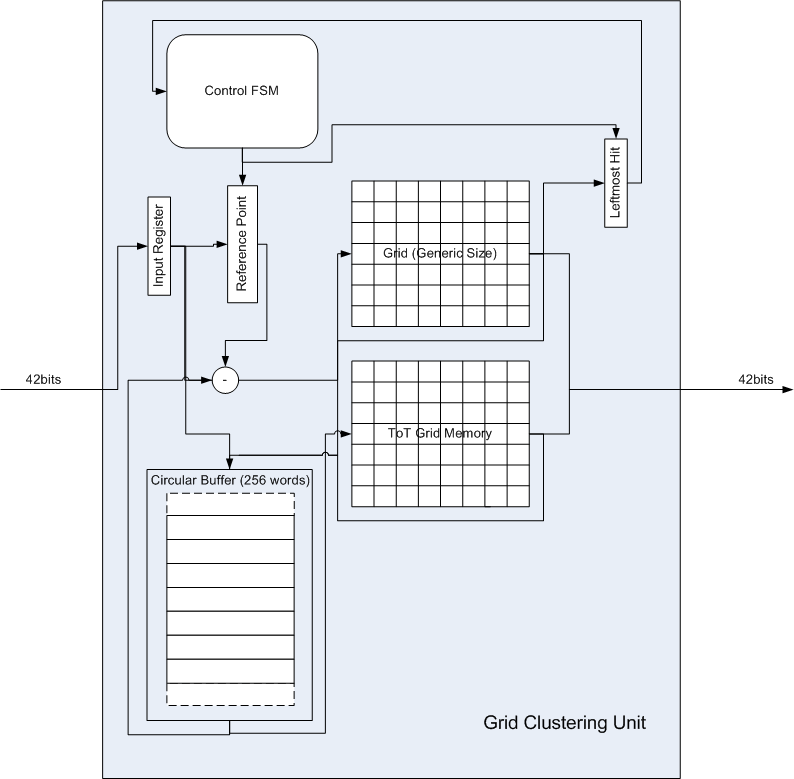 Control FSM
Leftmost Hit
Input Register
Reference Point
Grid (Generic Size)
42bits
-
42bits
ToT Grid Memory
Circular Buffer (256 words)
Grid Clustering Unit